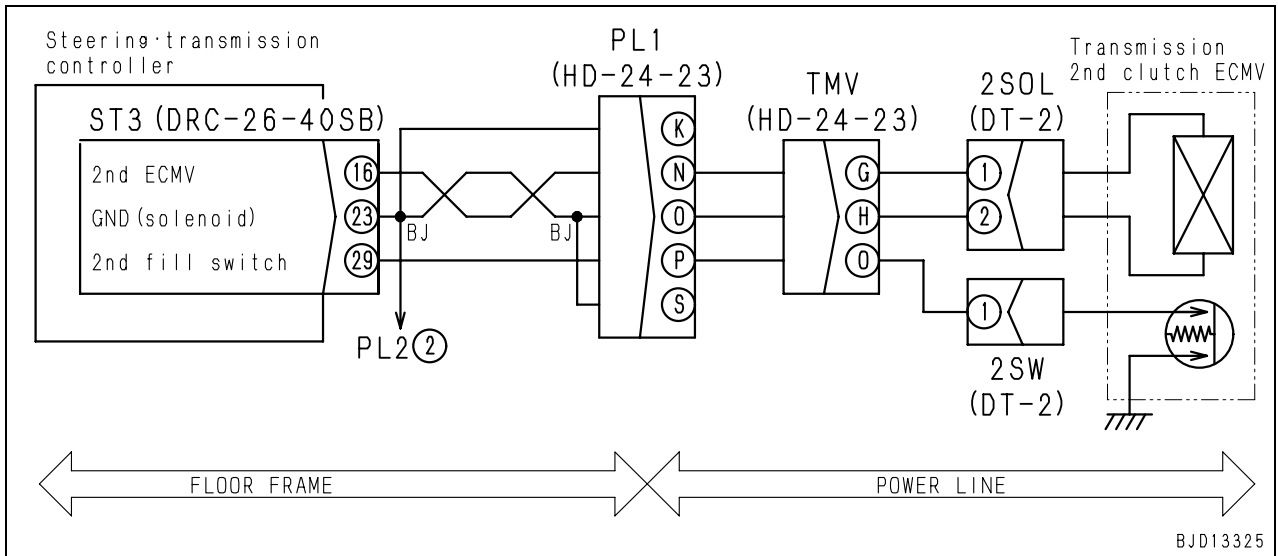 Steering·transmission
controller
ST3 (DRC-26-40SB)
2nd ECMV
16
GND (solenoid)
23
2nd fill switch
29
BJ
BJ
PL2 2
PL1
(HD-24-23)
K
N
O
P
S
TMV
(HD-24-23)
G
H
O
2SOL
(DT-2)
1
2
1
2SW
(DT-2)
Transmission
2nd clutch ECMV
FLOOR FRAME
POWER LINE
BJD13325